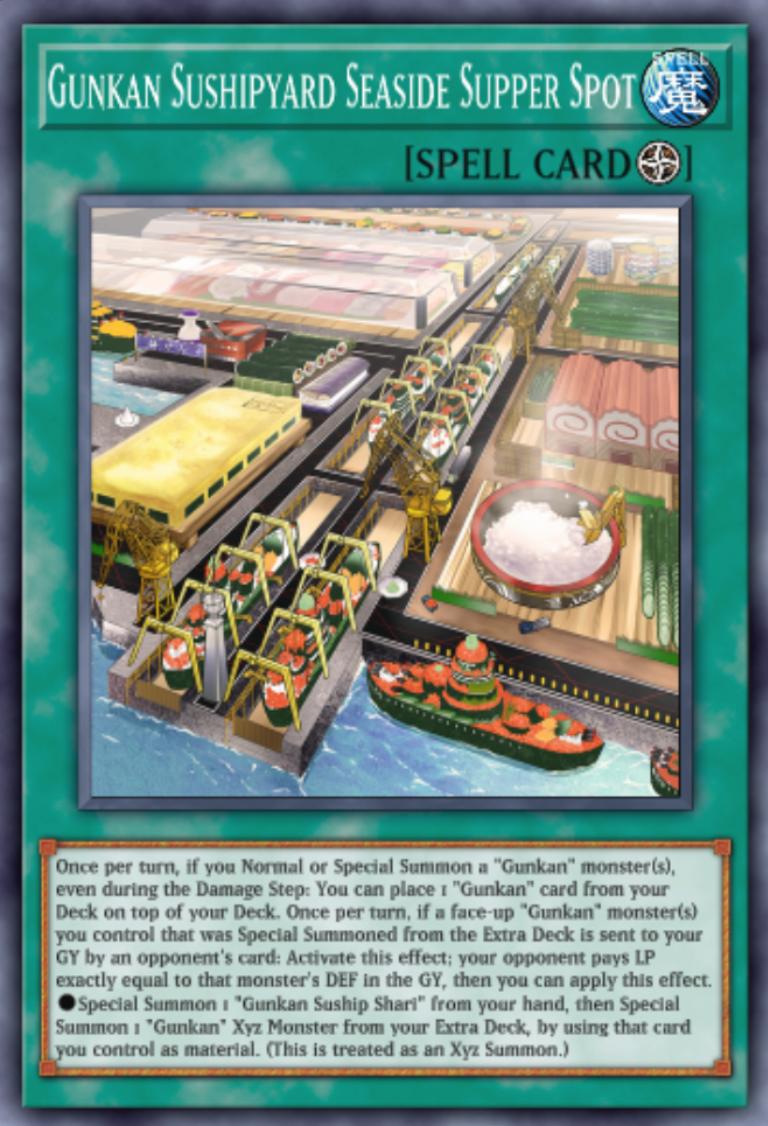 GUNKAN SUSHIPYARD SEASIDE SUPPER SPOT
SPELL
魔
[SPELL CARD]
Once per turn, if you Normal or Special Summon a "Gunkan" monster(s),
even during the Damage Step: You can place 1 "Gunkan" card from your
Deck on top of your Deck. Once per turn, if a face-up "Gunkan" monster(s)
you control that was Special Summoned from the Extra Deck is sent to your
GY by an opponent's card: Activate this effect; your opponent pays LP
exactly equal to that monster's DEF in the GY, then you can apply this effect.
●Special Summon 1 "Gunkan Suship Shari" from your hand, then Special
Summon 1 "Gunkan" Xyz Monster from your Extra Deck, by using that card
you control as material. (This is treated as an Xyz Summon.)